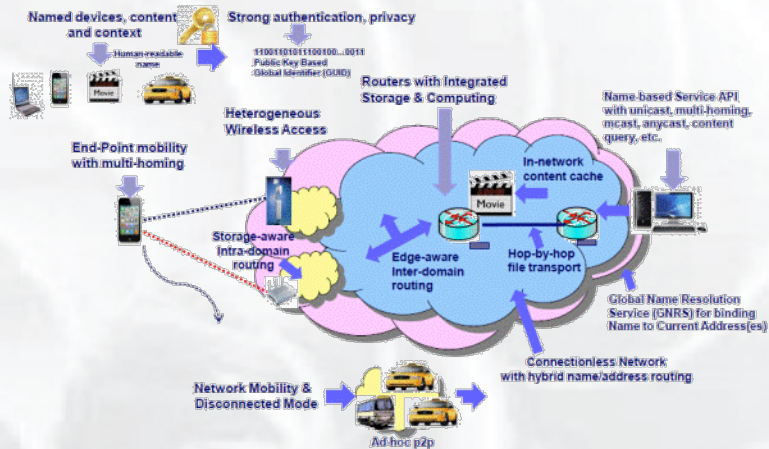 Named devices, content
and context
Human-readable
name
Movie
Strong authentication, privacy
11001101011100100...0011
Public Key Based
Global Identifier (GUID)
Routers with Integrated
Storage & Computing
Heterogeneous
Wireless Access
End-Point mobility
with multi-homing
Name-based Service API
with unicast, multi-homing,
mcast, anycast, content
query, etc.
In-network
content cache
Movie
Storage-aware
Intra-domain
routing
Edge-aware
Inter-domain
routing
Hop-by-hop
file transport
Global Name Resolution
Service (GNRS) for binding
Name to Current Address(es)
Connectionless Network
with hybrid name/address routing
Network Mobility &
Disconnected Mode
Ad-hoc p2p